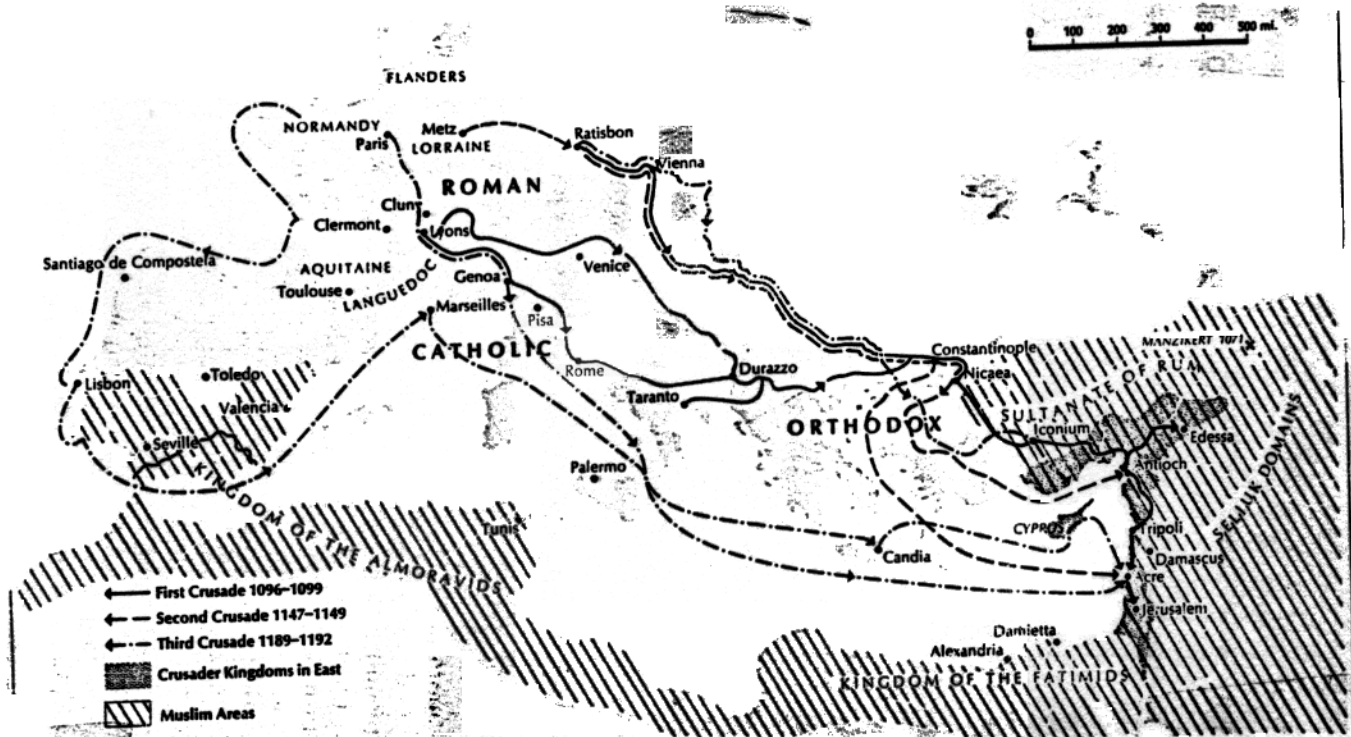 0 100 200 300 400 500 mi.
FLANDERS
NORMANDY
Paris
Metz
LORRAINE
Ratisbon
Vienna
ROMAN
Cluny
Clermont
Lyons
Santiago de Compostela
AQUITAINE
Toulouse
LANGUEDOC
Genoa
Venice
Marseilles
Pisa
CATHOLIC
Rome
Durazzo
Taranto
Constantinople
Nicaea
MANZIKERT 1071
SULTANATE OF RUM
Lisbon
Toledo
Valencia
Seville
ORTHODOX
Iconium
Edessa
Antioch
SELJUK DOMAINS
Palermo
KINGDOM OF THE ALMORAVIDS
Tunis
CYPROS
Tripoli
Candia
Damascus
Acre
Jerusalem
Damietta
Alexandria
KINGDOM OF THE FATIMIDS
First Crusade 1096–1099
Second Crusade 1147–1149
Third Crusade 1189–1192
Crusader Kingdoms in East
Muslim Areas